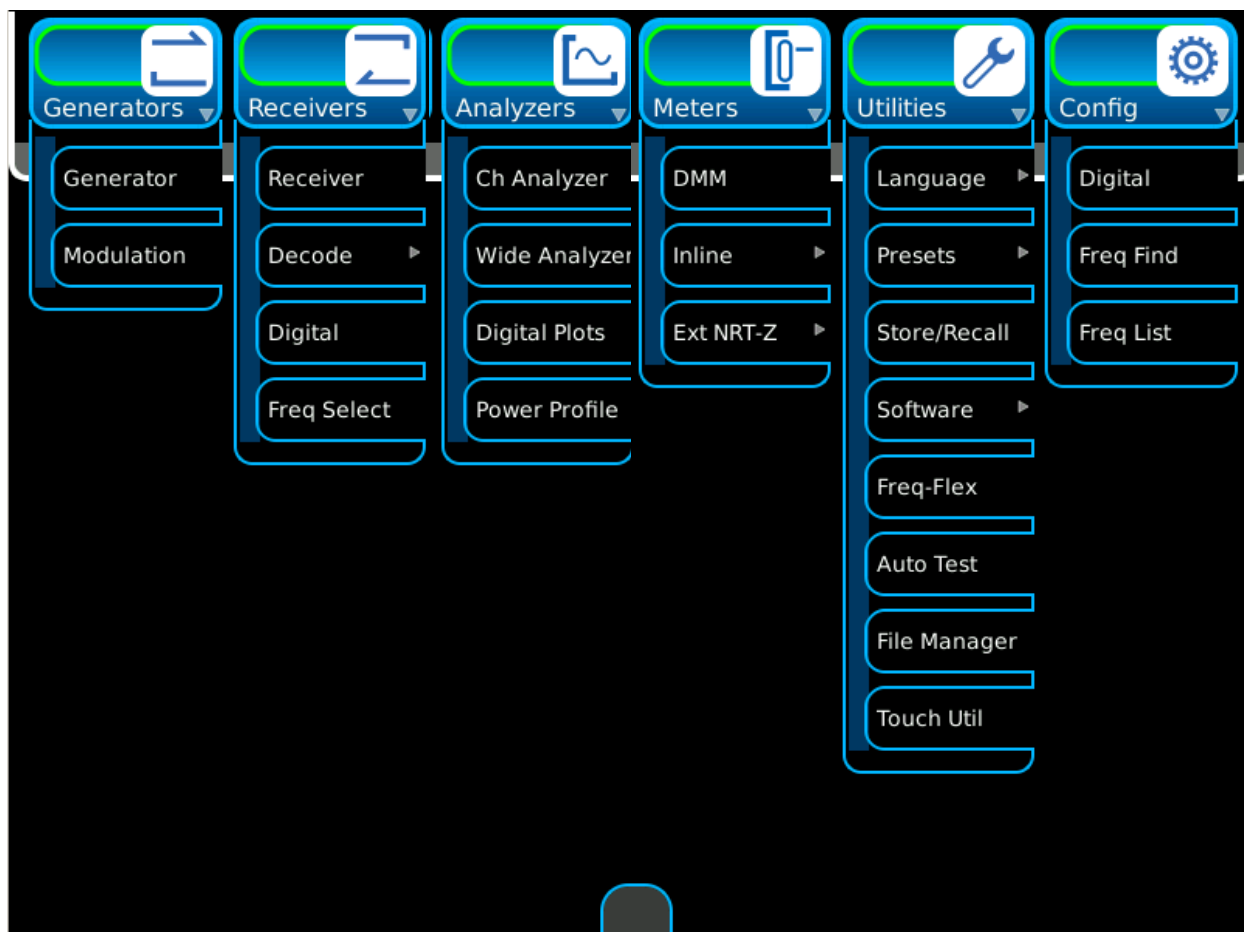 Generators
Generator
Modulation
Receivers
Receiver
Decode
Digital
Freq Select
Analyzers
Ch Analyzer
Wide Analyzer
Digital Plots
Power Profile
Meters
DMM
Inline
Ext NRT-Z
Utilities
Language
Presets
Store/Recall
Software
Freq-Flex
Auto Test
File Manager
Touch Util
Config
Digital
Freq Find
Freq List